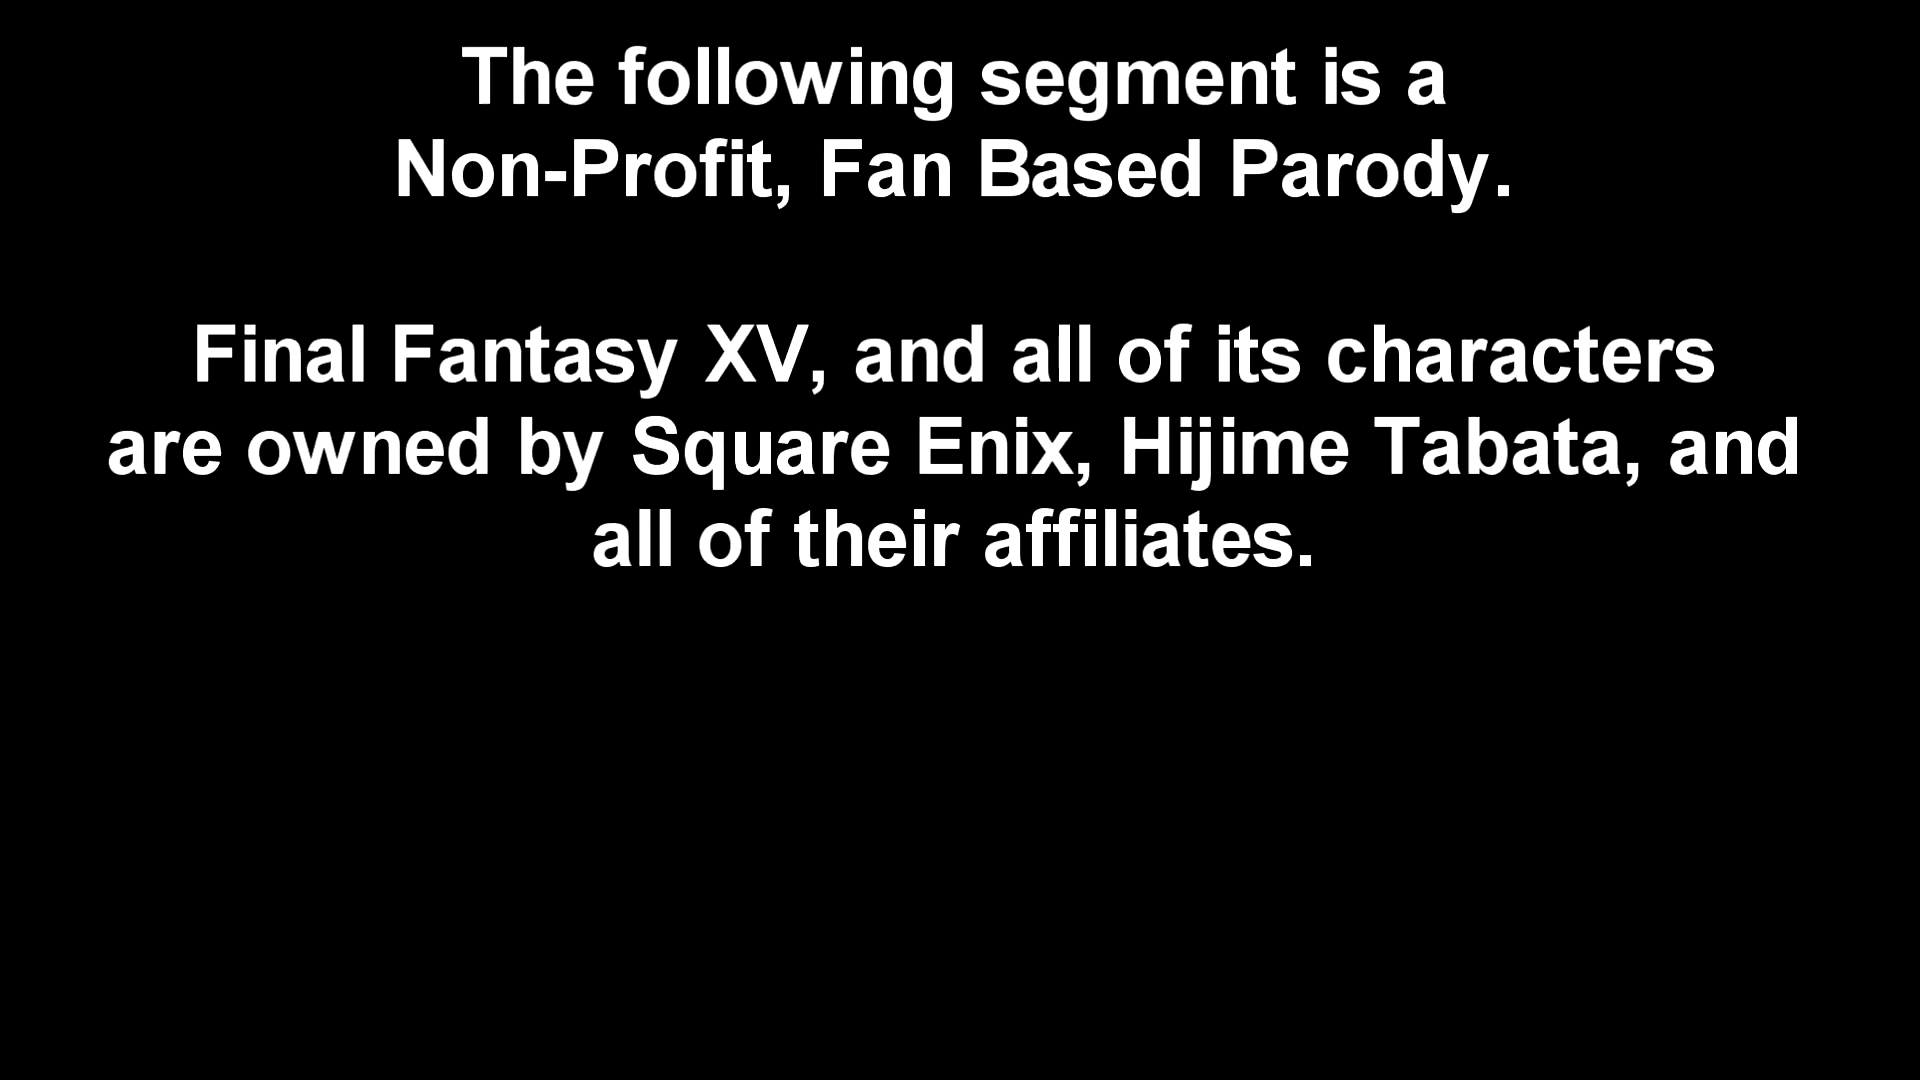 The following segment is a
Non-Profit, Fan Based Parody.
Final Fantasy XV, and all of its characters
are owned by Square Enix, Hijime Tabata, and
all of their affiliates.